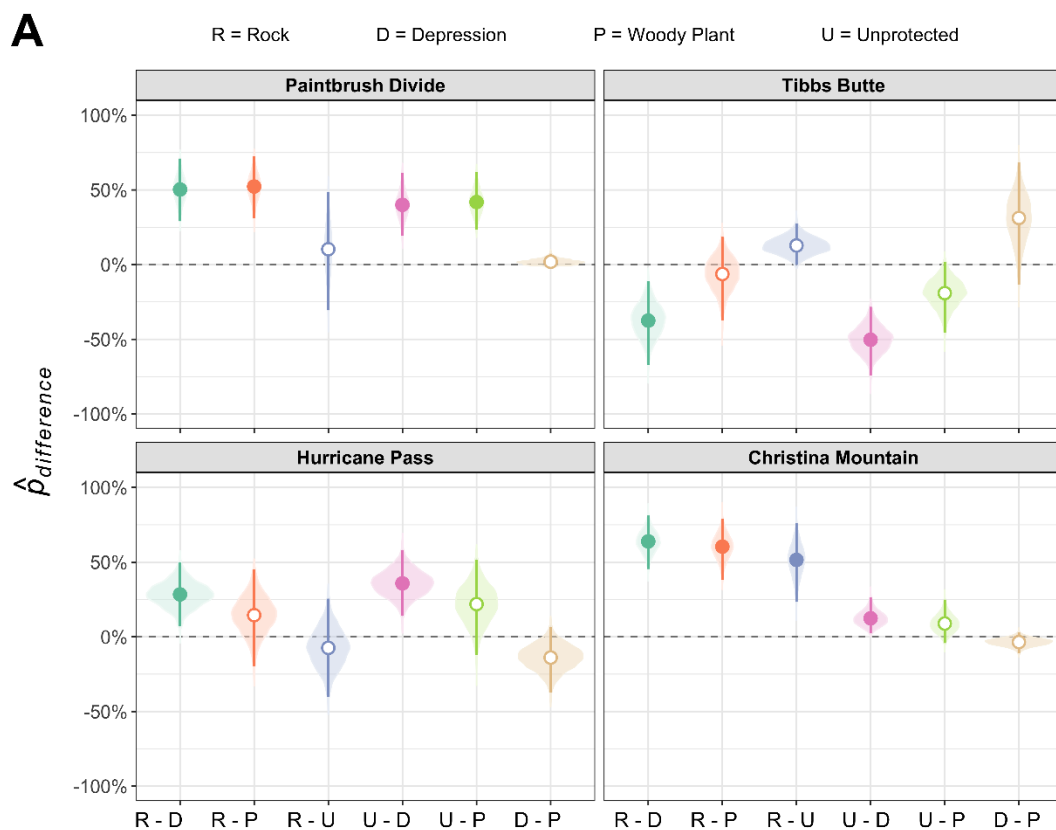 A
R = Rock D = Depression P = Woody Plant U = Unprotected
Paintbrush Divide Tibbs Butte
100%
50%
0%
-50%
-100%
Hurricane Pass Christina Mountain
100%
50%
0%
-50%
-100%
p̂difference
R - D R - P R - U U - D U - P D - P R - D R - P R - U U - D U - P D - P